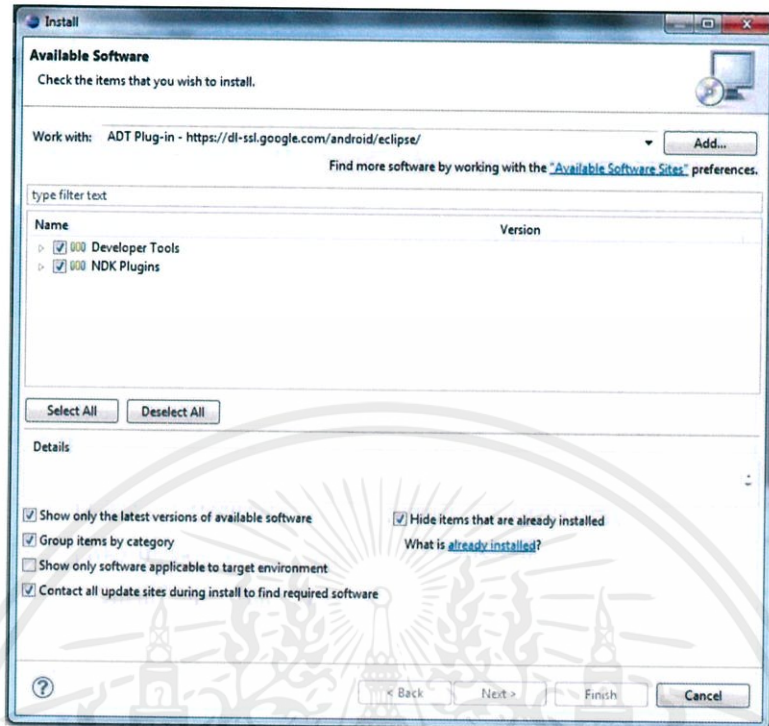 Install
Available Software
Check the items that you wish to install.
Work with: ADT Plug-in - https://dl-ssl.google.com/android/eclipse/ Add...
Find more software by working with the "Available Software Sites" preferences.
type filter text
Name Version
Developer Tools
NDK Plugins
Select All Deselect All
Details
Show only the latest versions of available software Hide items that are already installed
Group items by category What is already installed?
Show only software applicable to target environment
Contact all update sites during install to find required software
? < Back Next > Finish Cancel